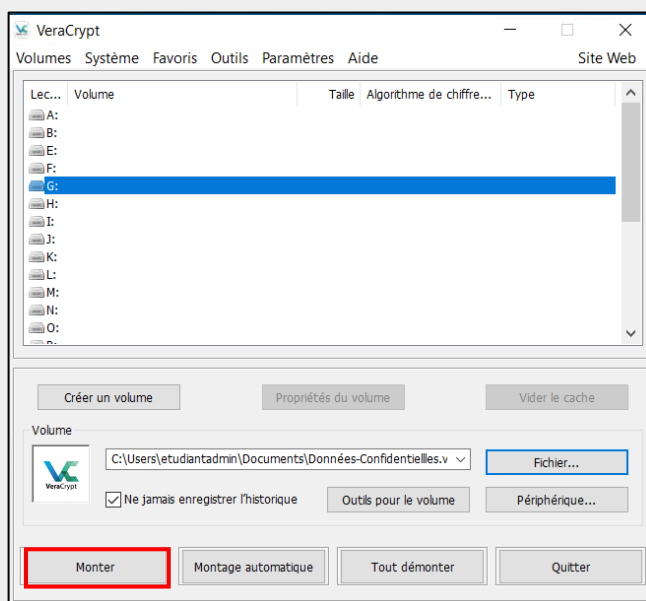 VeraCrypt
Volumes Système Favoris Outils Paramètres Aide Site Web
Lec... Volume Taille Algorithme de chiffre... Type
A:
B:
E:
F:
G:
H:
I:
J:
K:
L:
M:
N:
O:
Créer un volume Propriétés du volume Vider le cache
Volume
C:\Users\etudiantadmin\Documents\Données-Confidentiellles.v Fichier...
VeraCrypt
Ne jamais enregistrer l'historique Outils pour le volume Périphérique...
Monter Montage automatique Tout démonter Quitter